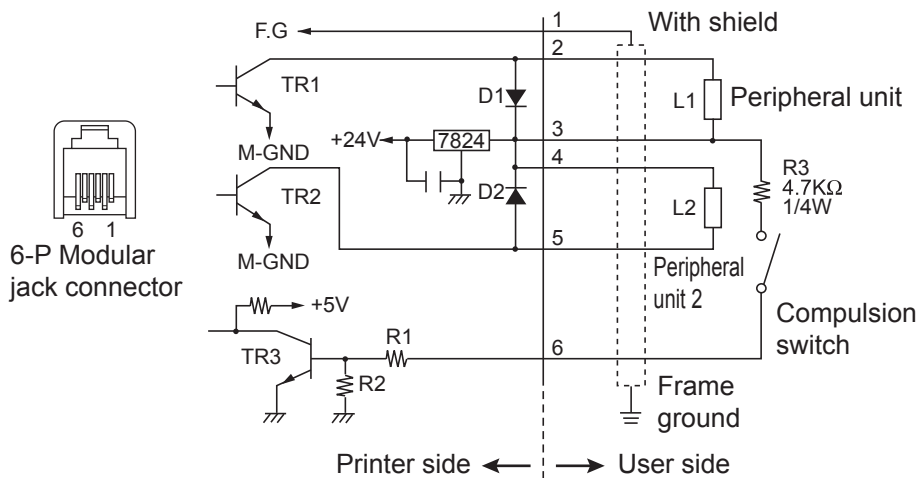 F.G
1
With shield
2
TR1
D1
L1
Peripheral unit
+24V
7824
3
M-GND
4
R3
4.7KΩ
1/4W
TR2
D2
L2
6 1
6-P Modular
jack connector
M-GND
5
Peripheral
unit 2
+5V
Compulsion
switch
TR3
R1
6
R2
Frame
ground
Printer side
User side